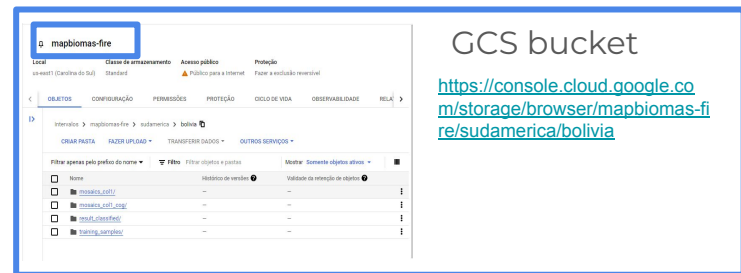 mapbiomas-fire
Local Classe de armazenamento Acesso público Proteção
us-east1 (Carolina do Sul) Standard Público para a Internet Fazer a exclusão reversível
OBJETOS CONFIGURAÇÃO PERMISSÕES PROTEÇÃO CICLO DE VIDA OBSERVABILIDADE RELA
Intervalos > mapbiomas-fire > sudamerica > bolivia
CRIAR PASTA FAZER UPLOAD TRANSFERIR DADOS OUTROS SERVIÇOS
Filtrar apenas pelo prefixo do nome Filtro Filtrar objetos e pastas Mostrar Somente objetos ativos
Nome Histórico de versões Validade da retenção de objetos
mosaics_col1/ — —
mosaics_col1_cog/ — —
result_classified/ — —
training_samples/ — —
GCS bucket
https://console.cloud.google.co
m/storage/browser/mapbiomas-fi
re/sudamerica/bolivia